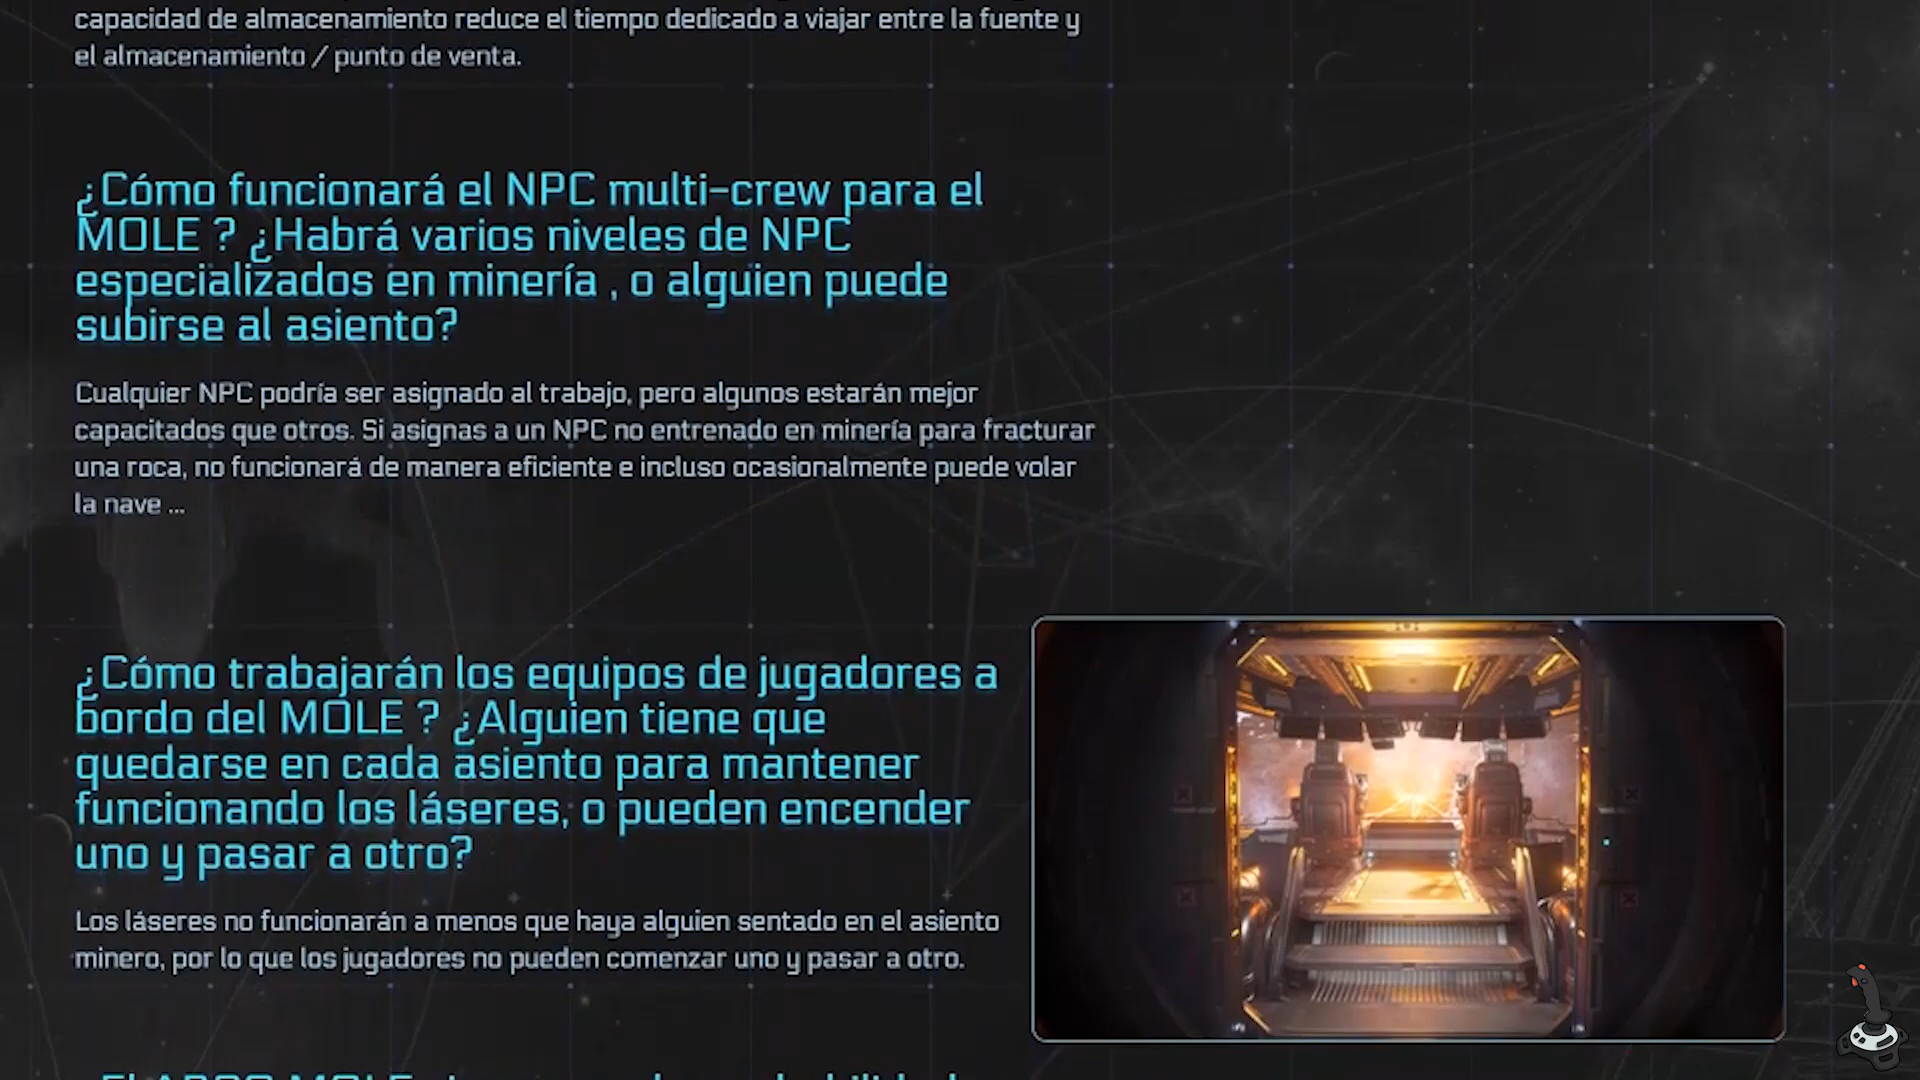 capacidad de almacenamiento reduce el tiempo dedicado a viajar entre la fuente y
el almacenamiento / punto de venta.
¿Cómo funcionará el NPC multi-crew para el
MOLE ? ¿Habrá varios niveles de NPC
especializados en minería , o alguien puede
subirse al asiento?
Cualquier NPC podría ser asignado al trabajo, pero algunos estarán mejor
capacitados que otros. Si asignas a un NPC no entrenado en minería para fracturar
una roca, no funcionará de manera eficiente e incluso ocasionalmente puede volar
la nave ...
¿Cómo trabajarán los equipos de jugadores a
bordo del MOLE ? ¿Alguien tiene que
quedarse en cada asiento para mantener
funcionando los láseres, o pueden encender
uno y pasar a otro?
Los láseres no funcionarán a menos que haya alguien sentado en el asiento
minero, por lo que los jugadores no pueden comenzar uno y pasar a otro.